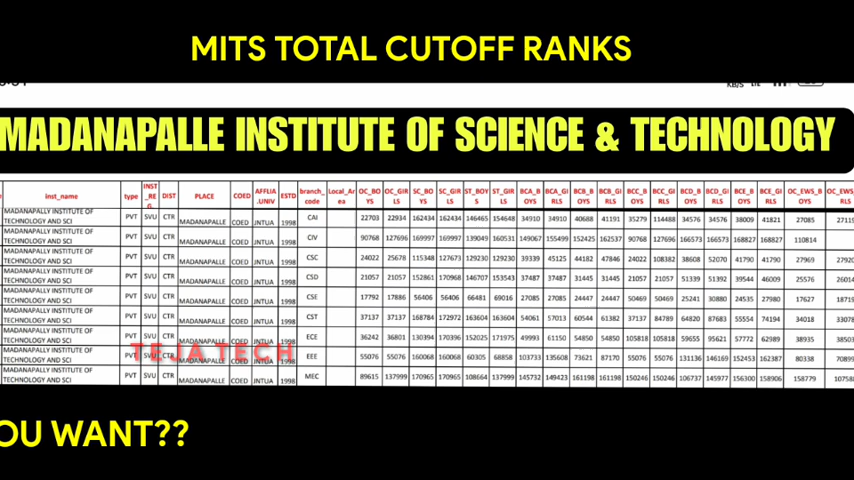 MITS TOTAL CUTOFF RANKS
KB/S LTE
MADANAPALLE INSTITUTE OF SCIENCE & TECHNOLOGY
inst_name type INST_REG. DIST PLACE COED AFFLIA.UNIV ESTD branch_code Local_Area OC_BOYS OC_GIRLS SC_BOYS SC_GIRLS ST_BOYS ST_GIRLS BCA_BOYS BCA_GIRLS BCB_BOYS BCB_GIRLS BCC_BOYS BCC_GIRLS BCD_BOYS BCD_GIRLS BCE_BOYS BCE_GIRLS OC_EWS_BOYS OC_EWS_GIRLS
MADANAPALLY INSTITUTE OF TECHNOLOGY AND SCI PVT SVU CTR MADANAPALLE COED JNTUA 1998 CAI 22703 22934 162434 162434 146465 154648 34910 34910 40688 41191 35279 114488 34576 34576 38009 41821 27085 27119
MADANAPALLY INSTITUTE OF TECHNOLOGY AND SCI PVT SVU CTR MADANAPALLE COED JNTUA 1998 CIV 90768 127696 169997 169997 139049 160531 149067 155499 152425 162537 90768 127696 166573 166573 168827 168827 110814
MADANAPALLY INSTITUTE OF TECHNOLOGY AND SCI PVT SVU CTR MADANAPALLE COED JNTUA 1998 CSC 24022 25678 115348 127673 129230 129230 39339 45125 44182 47846 24022 108382 38608 52070 41790 41790 27969 27920
MADANAPALLY INSTITUTE OF TECHNOLOGY AND SCI PVT SVU CTR MADANAPALLE COED JNTUA 1998 CSD 21057 21057 152861 170968 146707 153543 37487 37487 31445 31445 21057 21057 51339 51392 39544 46009 25576 26014
MADANAPALLY INSTITUTE OF TECHNOLOGY AND SCI PVT SVU CTR MADANAPALLE COED JNTUA 1998 CSE 17792 17886 56406 56406 66481 69016 27085 27085 24447 24447 50469 50469 25241 30880 24535 27980 17627 18719
MADANAPALLY INSTITUTE OF TECHNOLOGY AND SCI PVT SVU CTR MADANAPALLE COED JNTUA 1998 CST 37137 37137 168784 172972 163604 163604 54061 57013 60544 61382 37137 84789 64820 87683 55554 74194 34018 33078
MADANAPALLY INSTITUTE OF TECHNOLOGY AND SCI PVT SVU CTR MADANAPALLE COED JNTUA 1998 ECE 36242 36801 130394 170396 152025 171975 49993 61150 54850 54850 105818 105818 59655 95621 57772 62989 38935
MADANAPALLY INSTITUTE OF TECHNOLOGY AND SCI PVT SVU CTR MADANAPALLE COED JNTUA 1998 EEE 55076 55076 160068 160068 60305 68858 103733 135608 73621 87170 55076 55076 131136 146169 152453 162387 80338 70899
MADANAPALLY INSTITUTE OF TECHNOLOGY AND SCI PVT SVU CTR MADANAPALLE COED JNTUA 1998 MEC 89615 137999 170965 170965 108664 137999 145732 149423 161198 161198 150246 150246 106737 145977 156300 158906 158779
TEJA TECH
OU WANT??